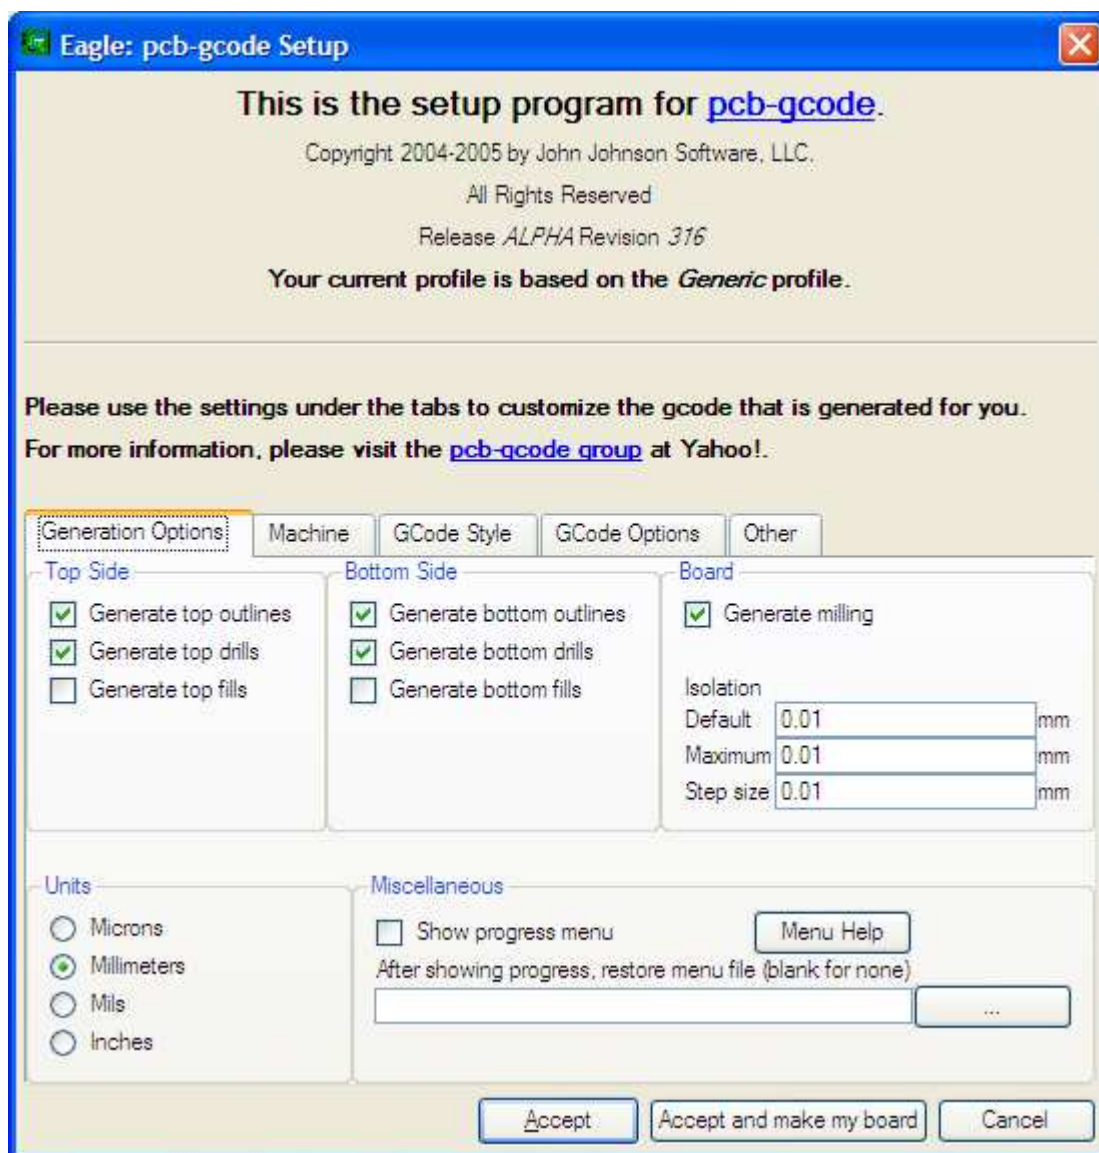 Eagle: pcb-gcode Setup
This is the setup program for pcb-gcode.
Copyright 2004-2005 by John Johnson Software, LLC.
All Rights Reserved
Release ALPHA Revision 316
Your current profile is based on the Generic profile.
Please use the settings under the tabs to customize the gcode that is generated for you.
For more information, please visit the pcb-gcode group at Yahoo!.
Generation Options Machine GCode Style GCode Options Other
Top Side
Generate top outlines
Generate top drills
Generate top fills
Bottom Side
Generate bottom outlines
Generate bottom drills
Generate bottom fills
Board
Generate milling
Isolation
Default 0.01 mm
Maximum 0.01 mm
Step size 0.01 mm
Units
Microns
Millimeters
Mils
Inches
Miscellaneous
Show progress menu Menu Help
After showing progress, restore menu file (blank for none)
...
Accept Accept and make my board Cancel